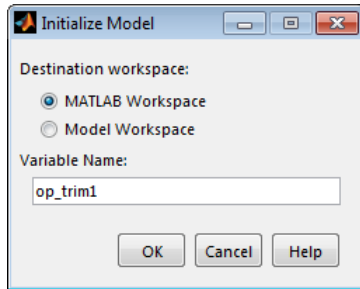 Initialize Model
Destination workspace:
MATLAB Workspace
Model Workspace
Variable Name:
op_trim1
OK Cancel Help